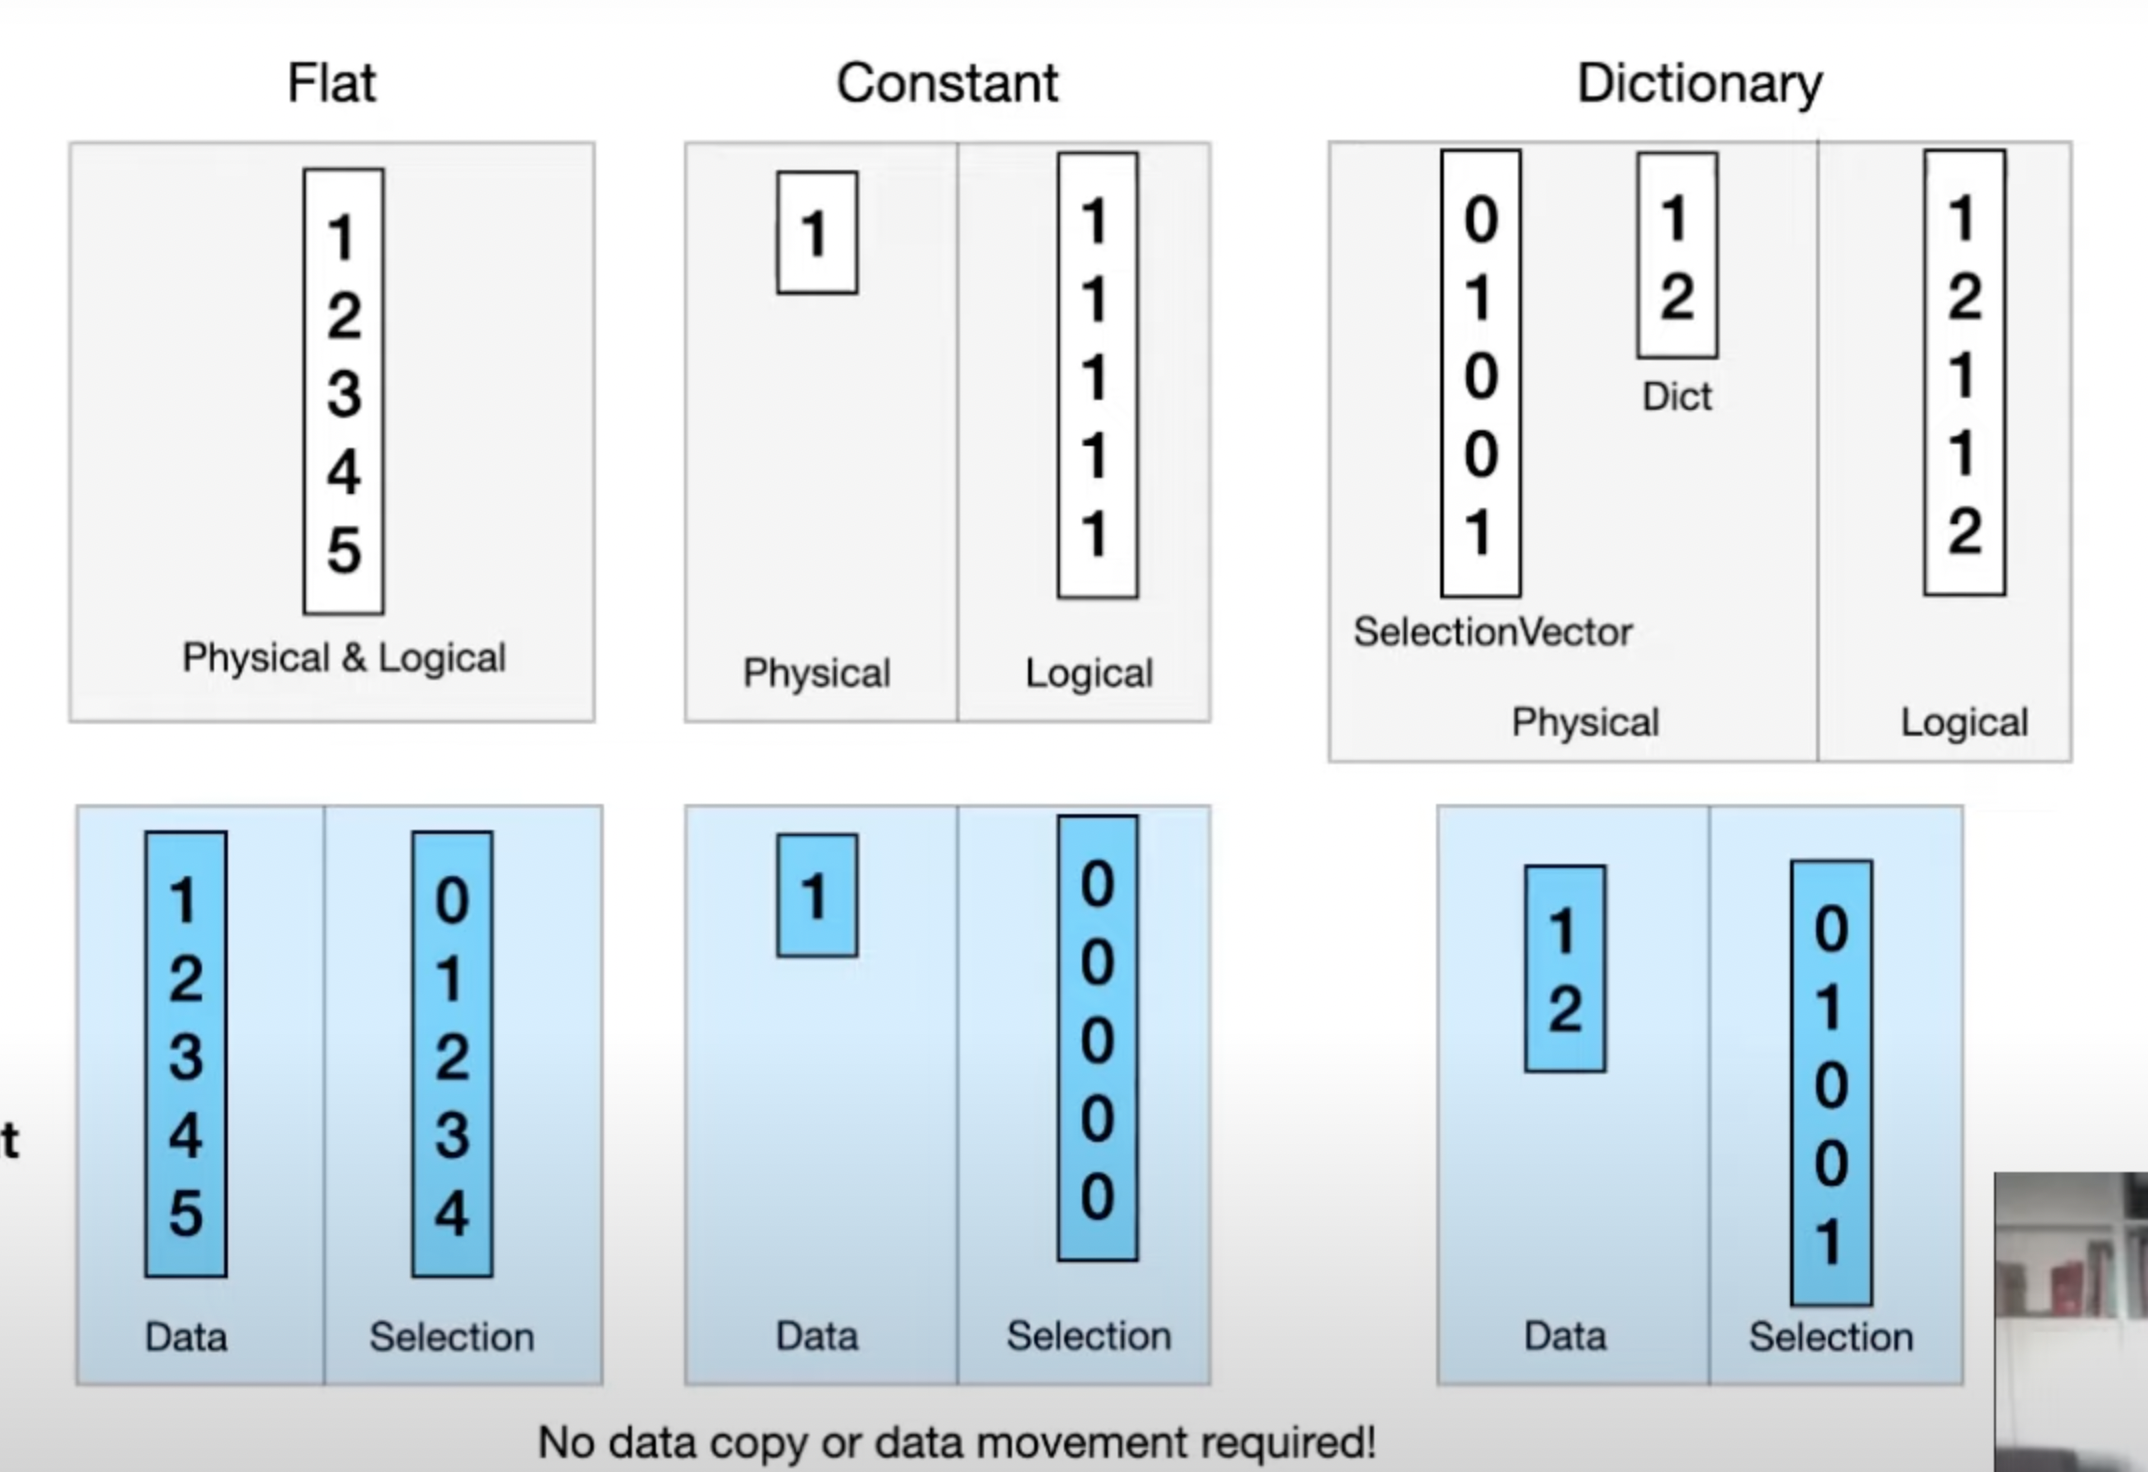 Flat
1
2
3
4
5
Physical & Logical
Constant
1
Physical
1
1
1
1
1
Logical
Dictionary
0
1
0
0
1
SelectionVector
1
2
Dict
Physical
1
2
1
1
2
Logical
t
1
2
3
4
5
Data
0
1
2
3
4
Selection
1
Data
0
0
0
0
0
Selection
1
2
Data
0
1
0
0
1
Selection
No data copy or data movement required!